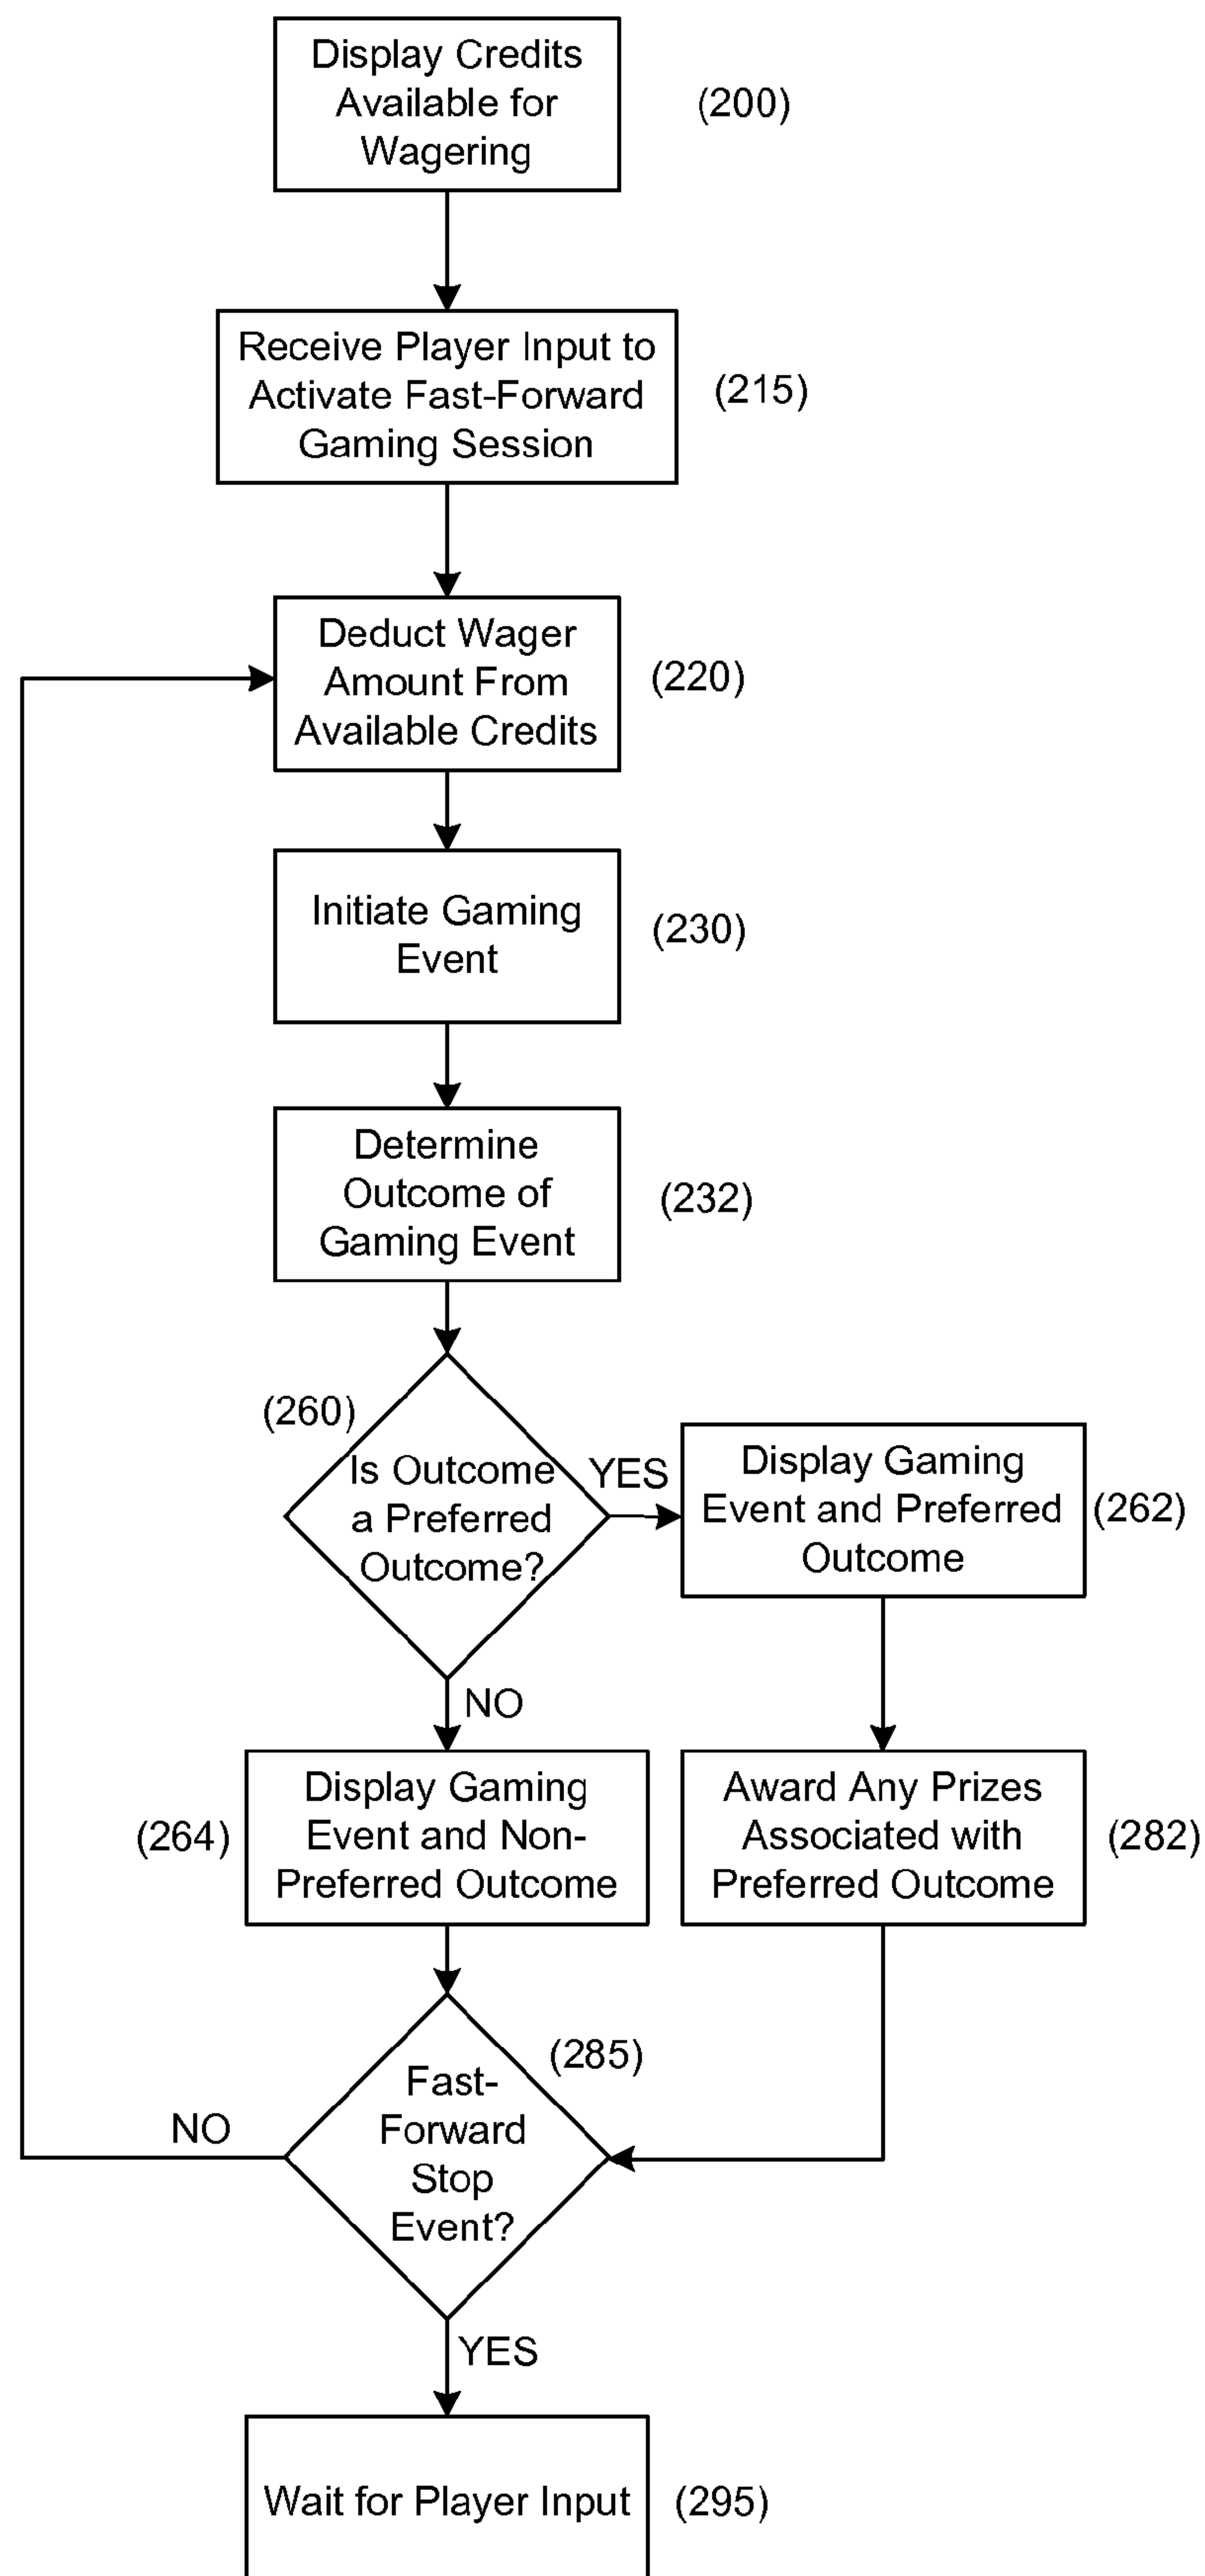 Display Credits
Available for
Wagering
(200)
Receive Player Input to
Activate Fast-Forward
Gaming Session
(215)
Deduct Wager
Amount From
Available Credits
(220)
Initiate Gaming
Event
(230)
Determine
Outcome of
Gaming Event
(232)
(260)
Is Outcome
a Preferred
Outcome?
YES
Display Gaming
Event and Preferred
Outcome
(262)
NO
(264)
Display Gaming
Event and Non-
Preferred Outcome
Award Any Prizes
Associated with
Preferred Outcome
(282)
(285)
Fast-
Forward
Stop
Event?
NO
YES
Wait for Player Input
(295)